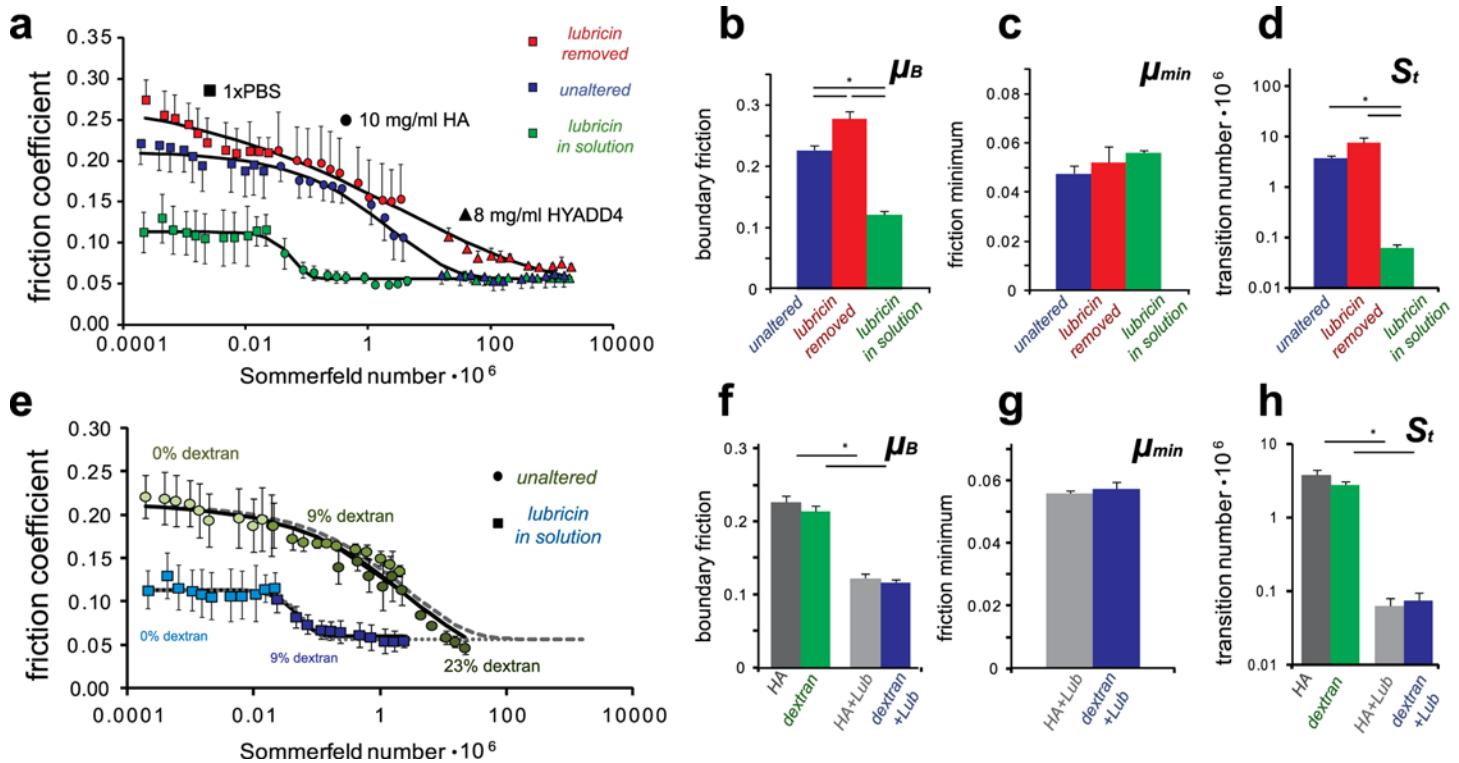 a
0.35
0.30
0.25
0.20
0.15
0.10
0.05
0.00
friction coefficient
0.0001
0.01
1
100
10000
Sommerfeld number · 10⁶
1xPBS
10 mg/ml HA
8 mg/ml HYADD4
lubricin
removed
unaltered
lubricin
in solution
b
μB
boundary friction
0.3
0.2
0.1
0
*
unaltered
lubricin
removed
lubricin
in solution
c
μmin
friction minimum
0.08
0.06
0.04
0.02
0
unaltered
lubricin
removed
lubricin
in solution
d
St
transition number · 10⁶
100
10
1
0.1
0.01
*
unaltered
lubricin
removed
lubricin
in solution
e
0.30
0.25
0.20
0.15
0.10
0.05
0.00
friction coefficient
0.0001
0.01
1
100
10000
Sommerfeld number · 10⁶
0% dextran
9% dextran
unaltered
lubricin
in solution
0% dextran
9% dextran
23% dextran
f
μB
boundary friction
0.3
0.2
0.1
0
*
HA
dextran
HA+Lub
dextran
+Lub
g
μmin
friction minimum
0.06
0.04
0.02
0
HA+Lub
dextran
+Lub
h
St
transition number · 10⁶
10
1
0.1
0.01
*
HA
dextran
HA+Lub
dextran
+Lub